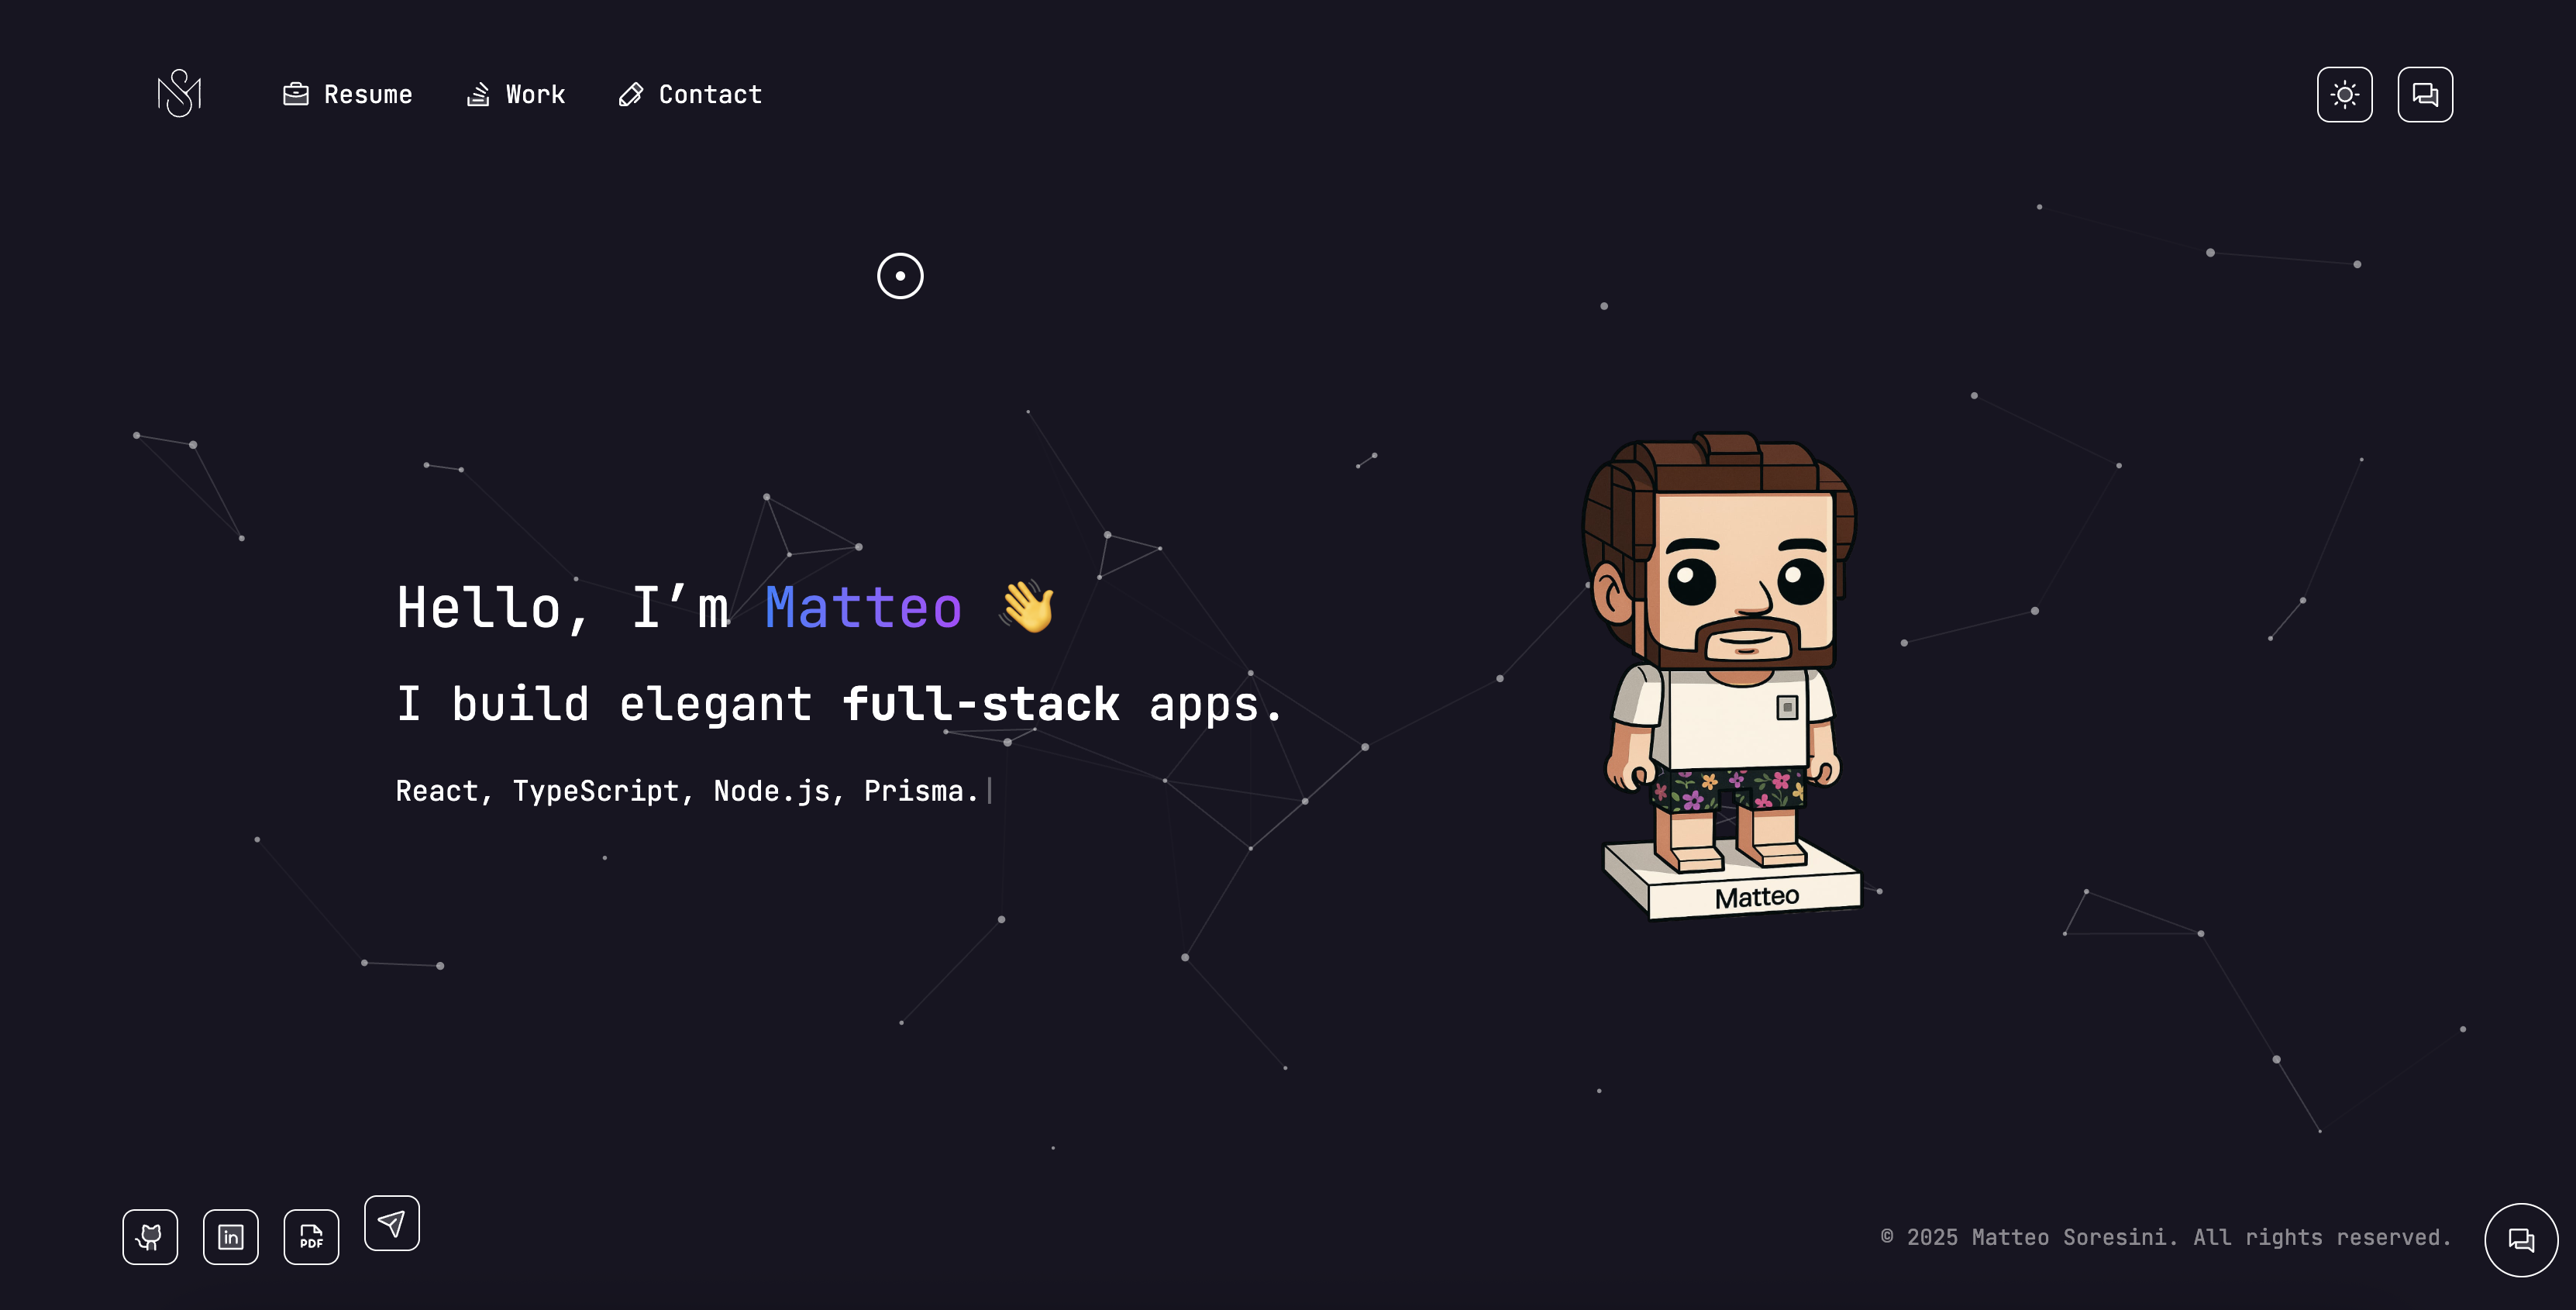 Resume Work Contact
Hello, I’m Matteo 👋
I build elegant full-stack apps.
React, TypeScript, Node.js, Prisma.
Matteo
in
PDF
© 2025 Matteo Soresini. All rights reserved.